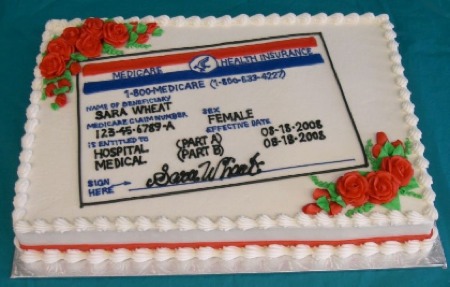 MEDICARE HEALTH INSURANCE
1-800-MEDICARE (1-800-633-4227)
NAME OF BENEFICIARY
SARA WHEAT
MEDICARE CLAIM NUMBER SEX
123-45-6789-A FEMALE
IS ENTITLED TO EFFECTIVE DATE
HOSPITAL (PART A) 08-18-2008
MEDICAL (PART B) 08-18-2008
SIGN
HERE → Sara Wheat